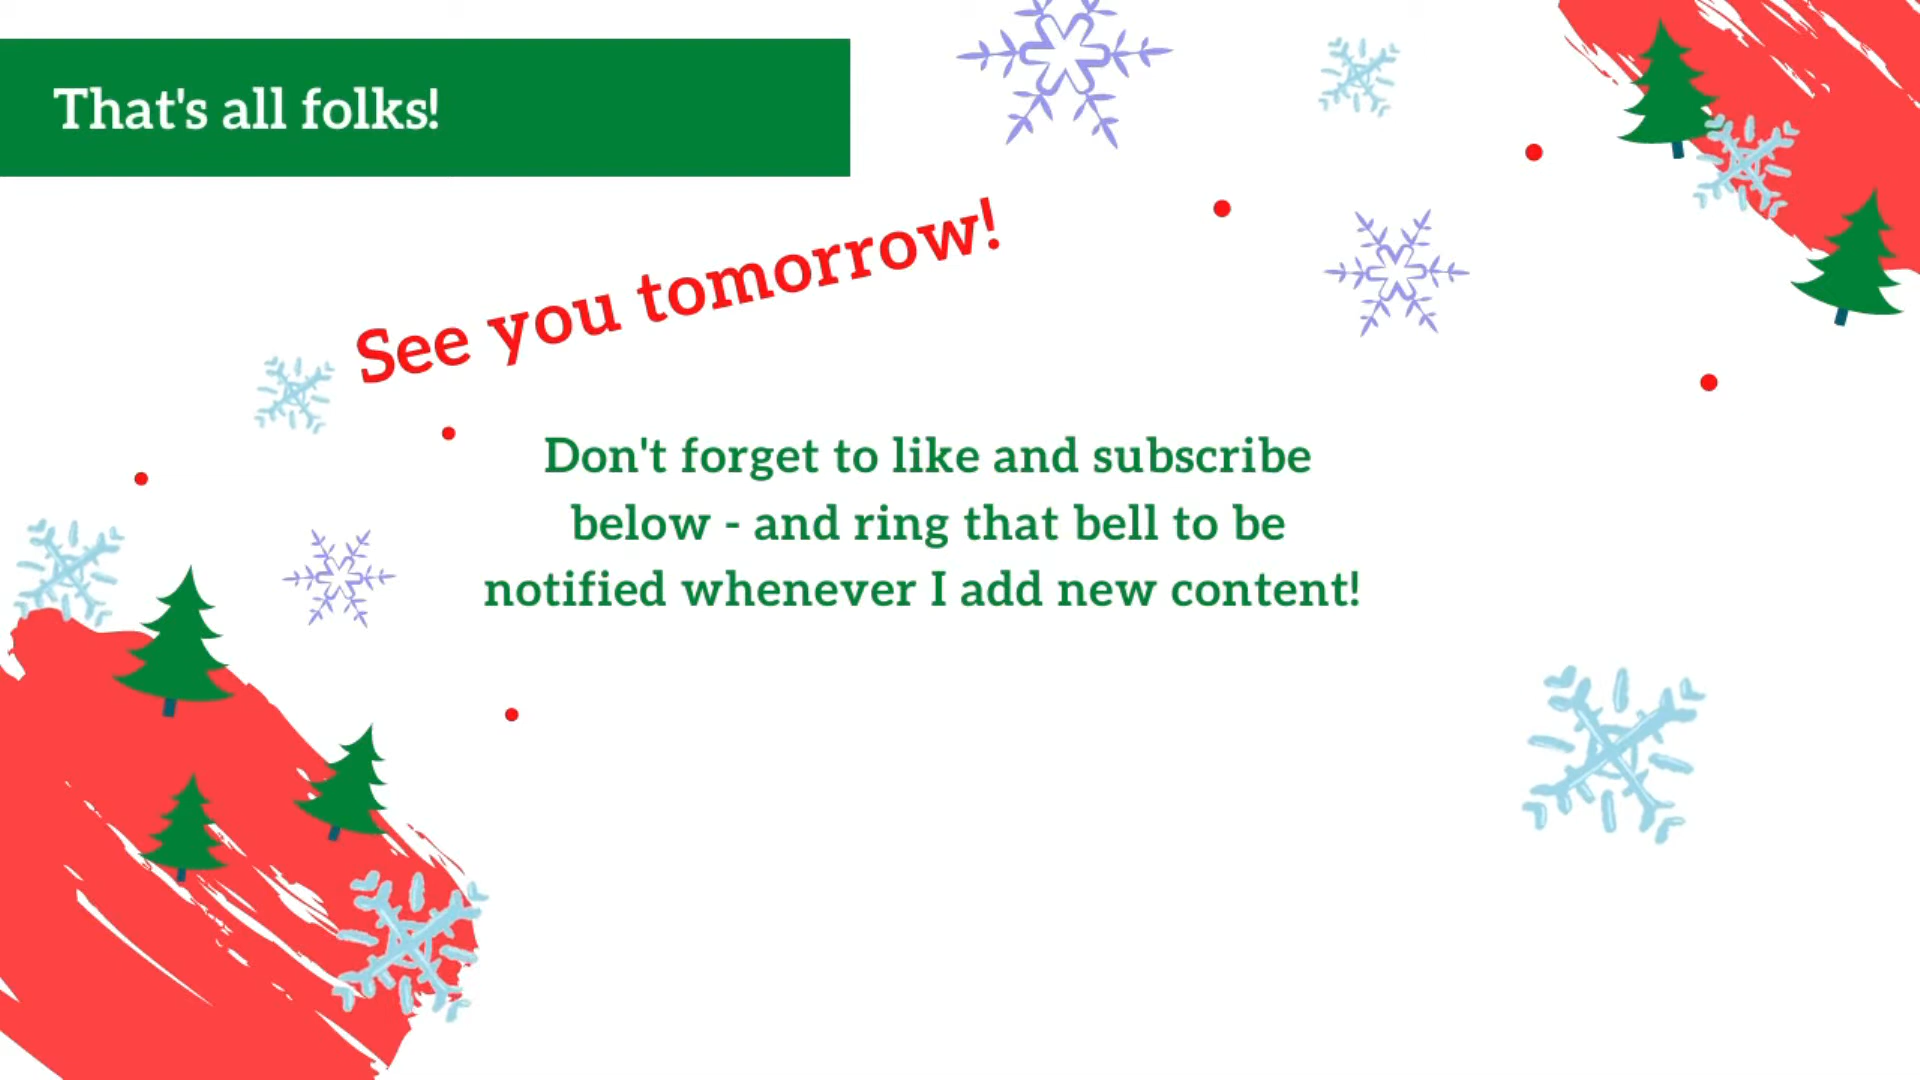 That's all folks!
See you tomorrow!
Don't forget to like and subscribe
below - and ring that bell to be
notified whenever I add new content!